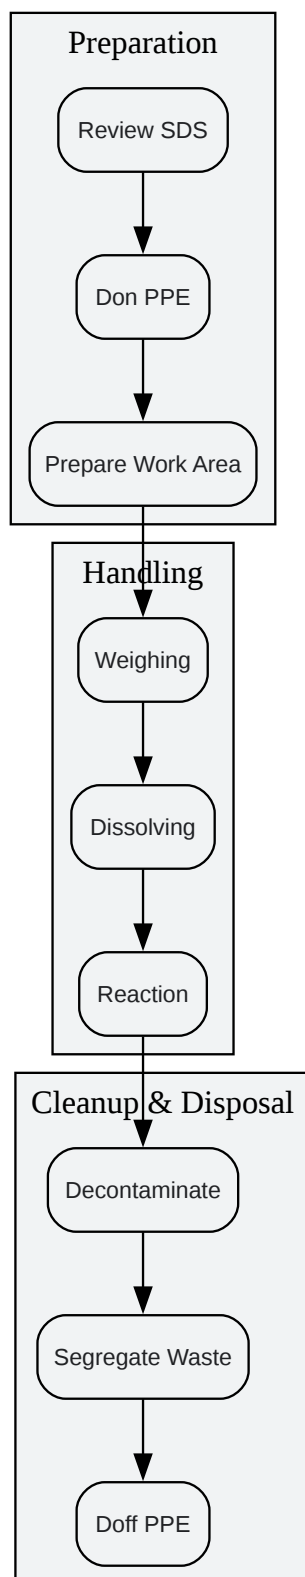 Preparation
Review SDS
Don PPE
Prepare Work Area
Handling
Weighing
Dissolving
Reaction
Cleanup & Disposal
Decontaminate
Segregate Waste
Doff PPE